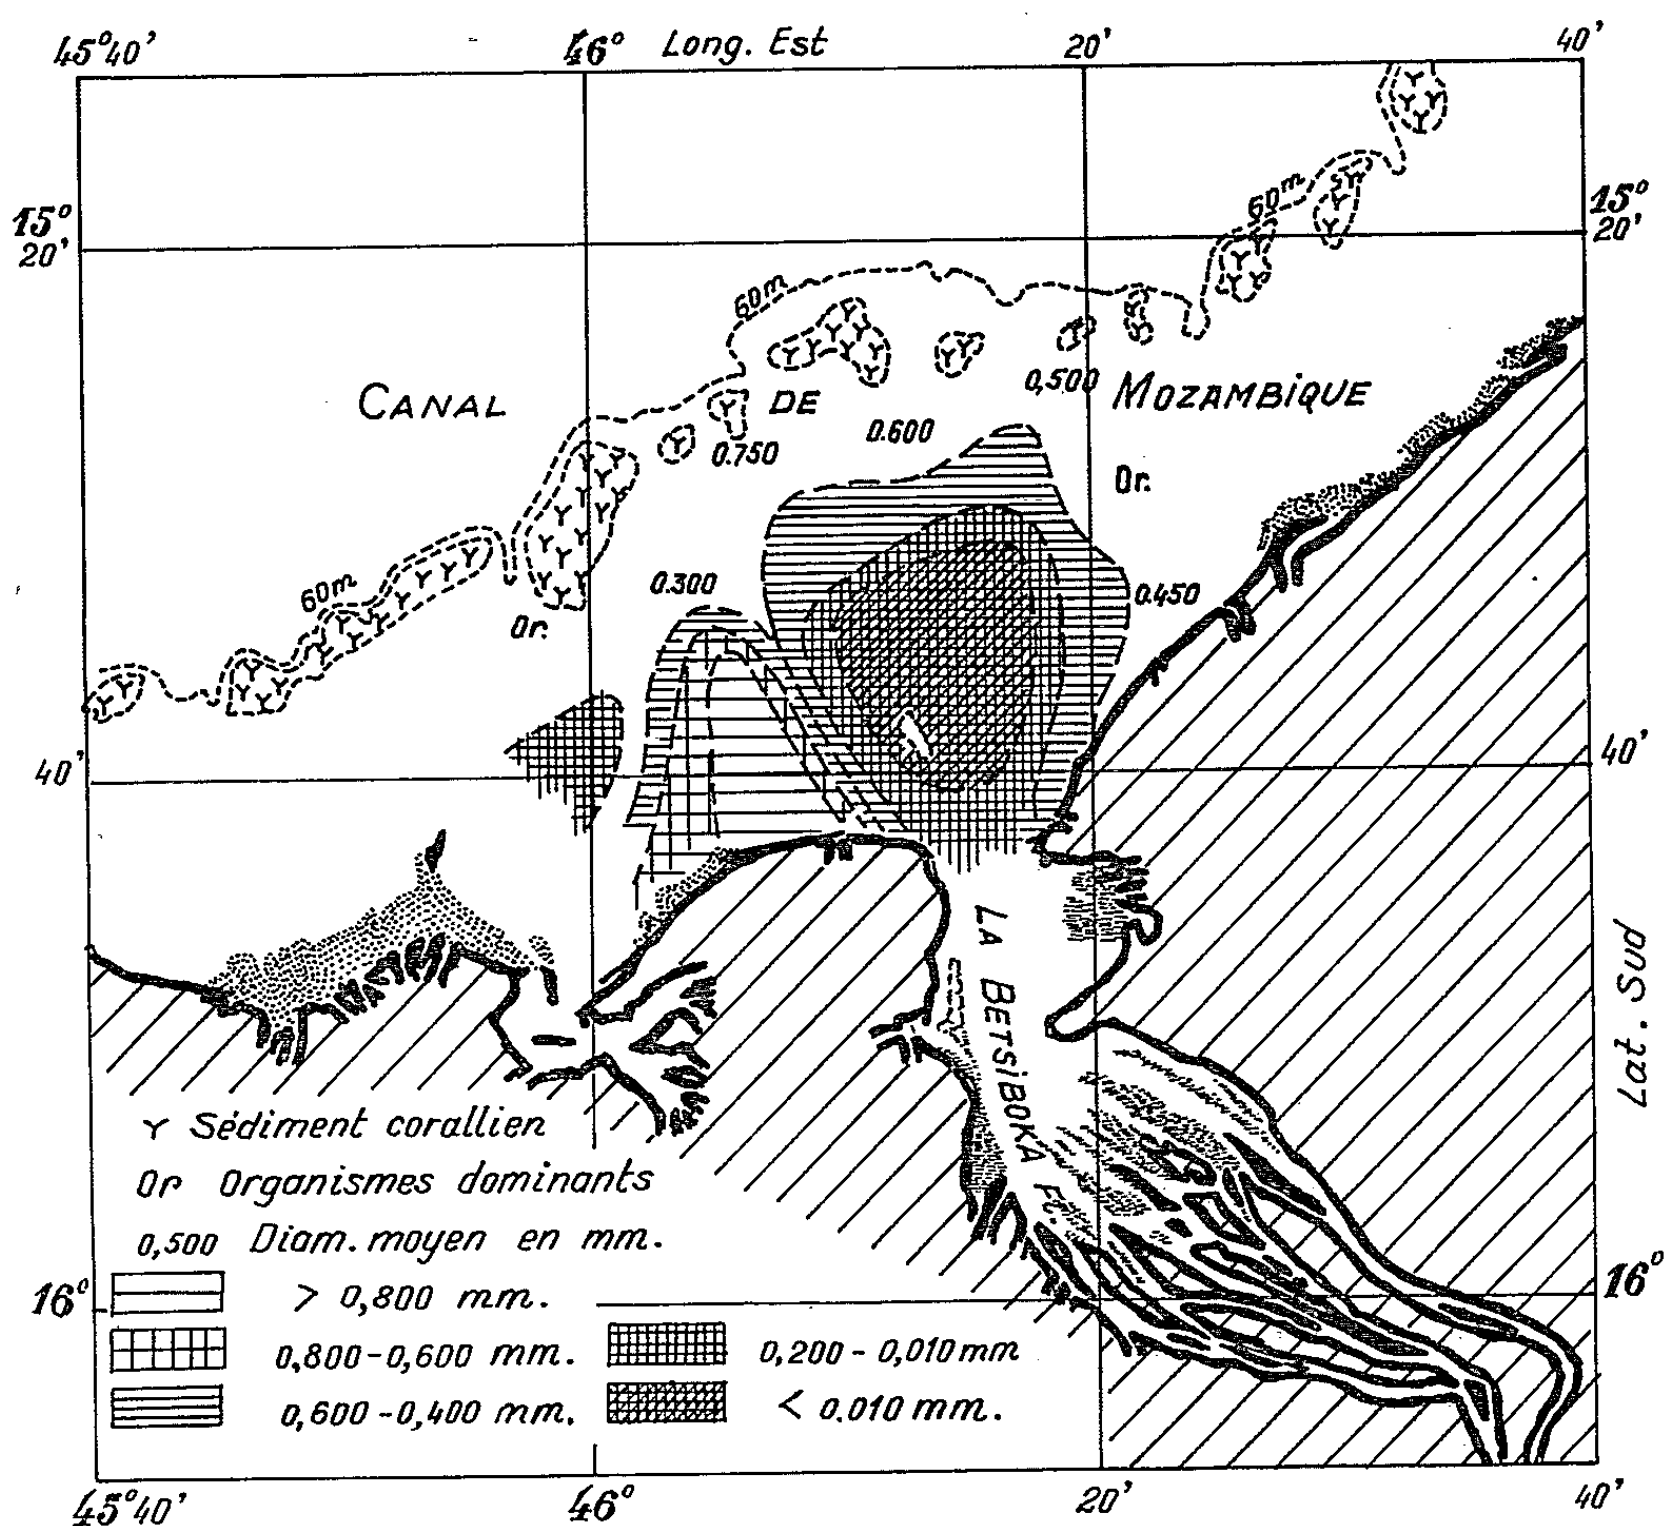 45°40' 46° Long. Est 20' 40'
15° 20' 15° 20'
60m
60m
CANAL DE MOZAMBIQUE
0,500
0.600
0.750
Or.
60m
0.300
0.450
Or.
40' 40'
LA BETSIBOKA Fl.
Lat. Sud
Y Sédiment corallien
Or Organismes dominants
0,500 Diam. moyen en mm.
16° > 0,800 mm. 16°
0,800-0,600 mm. 0,200-0,010 mm
0,600-0,400 mm. < 0.010 mm.
45°40' 46° 20' 40'